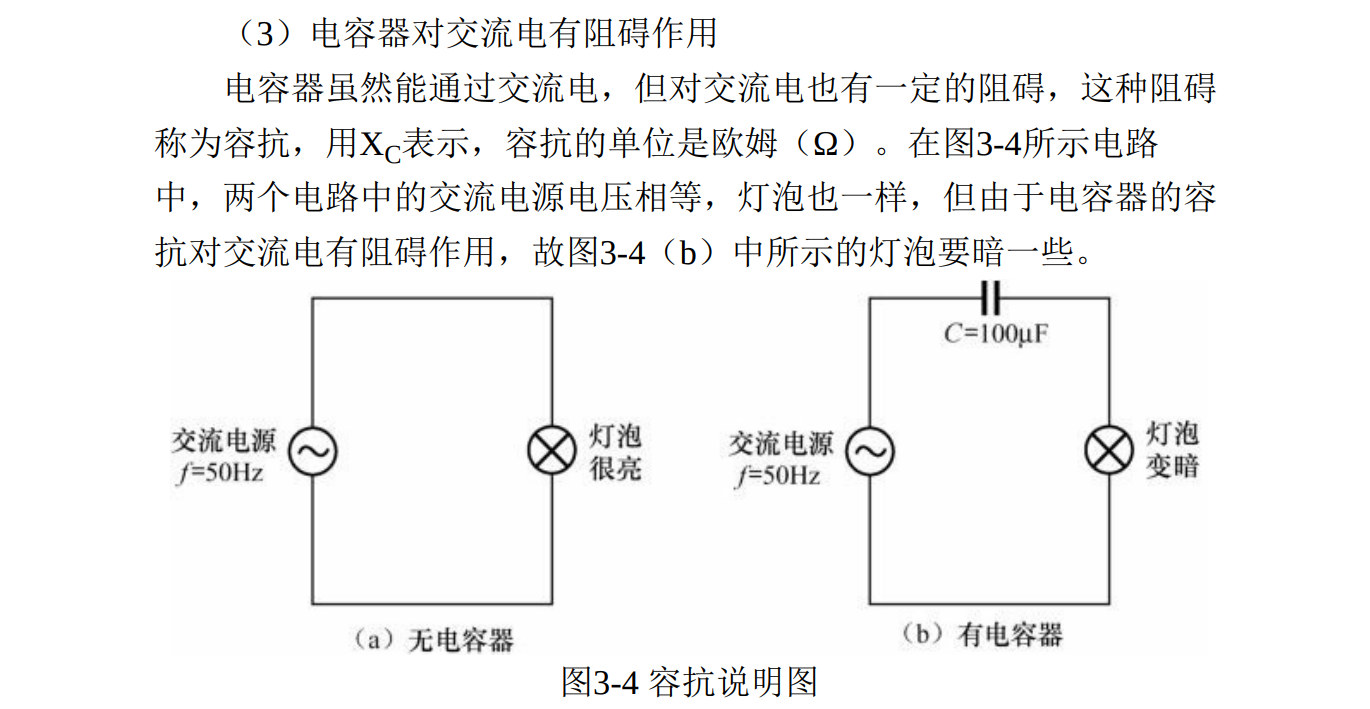 （3）电容器对交流电有阻碍作用
电容器虽然能通过交流电，但对交流电也有一定的阻碍，这种阻碍
称为容抗，用XC表示，容抗的单位是欧姆（Ω）。在图3-4所示电路
中，两个电路中的交流电源电压相等，灯泡也一样，但由于电容器的容
抗对交流电有阻碍作用，故图3-4（b）中所示的灯泡要暗一些。
交流电源
f=50Hz
灯泡
很亮
（a）无电容器
C=100μF
交流电源
f=50Hz
灯泡
变暗
（b）有电容器
图3-4 容抗说明图